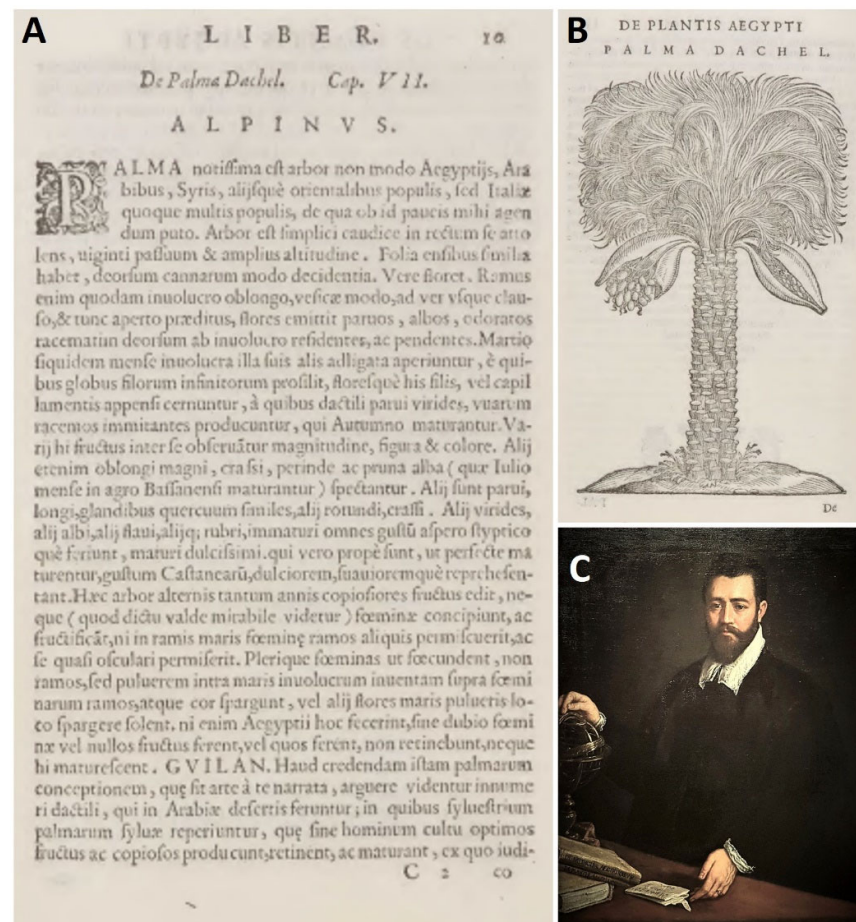 A
LIBER. 10
De Palma Dachel. Cap. VII.
ALPINVS.
PALMA notissima est arbor non modo Aegyptijs, Ara
bibus, Syris, alijsquè orientalibus populis, sed Italiæ
quoque multis populis, de qua ob id paucis mihi agen
dum puto. Arbor est simplici caudice in rectum se atto
lens, uiginti passuum & amplius altitudine. Folia ensibus similia
habet, deorsum cannarum modo decidentia. Vere floret. Ramus
enim quodam inuolucro oblongo, vesicæ modo, ad ver vsque clau-
so, & tunc aperto præditus, flores emittit paruos, albos, odoratos
racematim deorsum ab inuolucro residentes, ac pendentes. Martio
siquidem mense inuolucra illa suis alis adligata aperiuntur, è qui-
bus globus filorum infinitorum prosilit, floresquè his filis, vel capil
lamentis appensi cernuntur, à quibus dactili parui virides, vuarum
racemos immitantes producuntur, qui Autumno maturantur. Va-
rij hi fructus inter se obseruãtur magnitudine, figura & colore. Alij
etenim oblongi magni, crassi, perinde ac pruna alba (quæ Iulio
mense in agro Bassanensi maturantur) spectantur. Alij sunt parui,
longi, glandibus quercuum similes, alij rotundi, crassi. Alij virides,
alij albi, alij flaui, alijq; rubri, immaturi omnes gustũ aspero styptico
què feriunt, maturi dulcissimi. qui vero propè sunt, ut perfecte ma
turentur, gustum Castanearũ, dulciorem, suauioremquè reprehesen-
tant. Hæc arbor alternis tantum annis copiosiores fructus edit, ne-
que (quod dictu valde mirabile videtur) fœminæ concipiunt, ac
fructificãt, ni in ramis maris fœminę ramos aliquis permiscuerit, ac
se quasi osculari permiserit. Plerique fœminas ut fœcundent, non
ramos, sed puluerem intra maris inuolucrum inuentam supra fœmi
narum ramos, atque cor spargunt, vel alij flores maris pulueris lo-
co spargere solent. ni enim Aegyptii hoc fecerint, sine dubio fœmi
næ vel nullos fructus ferent, vel quos ferent, non retinebunt, neque
hi maturescent. GVILAN. Haud credendam istam palmarum
conceptionem, quę sit arte à te narrata, arguere videntur innume
ri dactili, qui in Arabiæ desertis feruntur; in quibus syluestrium
palmarum syluæ reperiuntur, quę sine hominum cultu optimos
fructus ac copiosos producunt, retinent, ac maturant, ex quo iudi-
C 2 co
B
DE PLANTIS AEGYPTI
PALMA DACHEL.
De
C